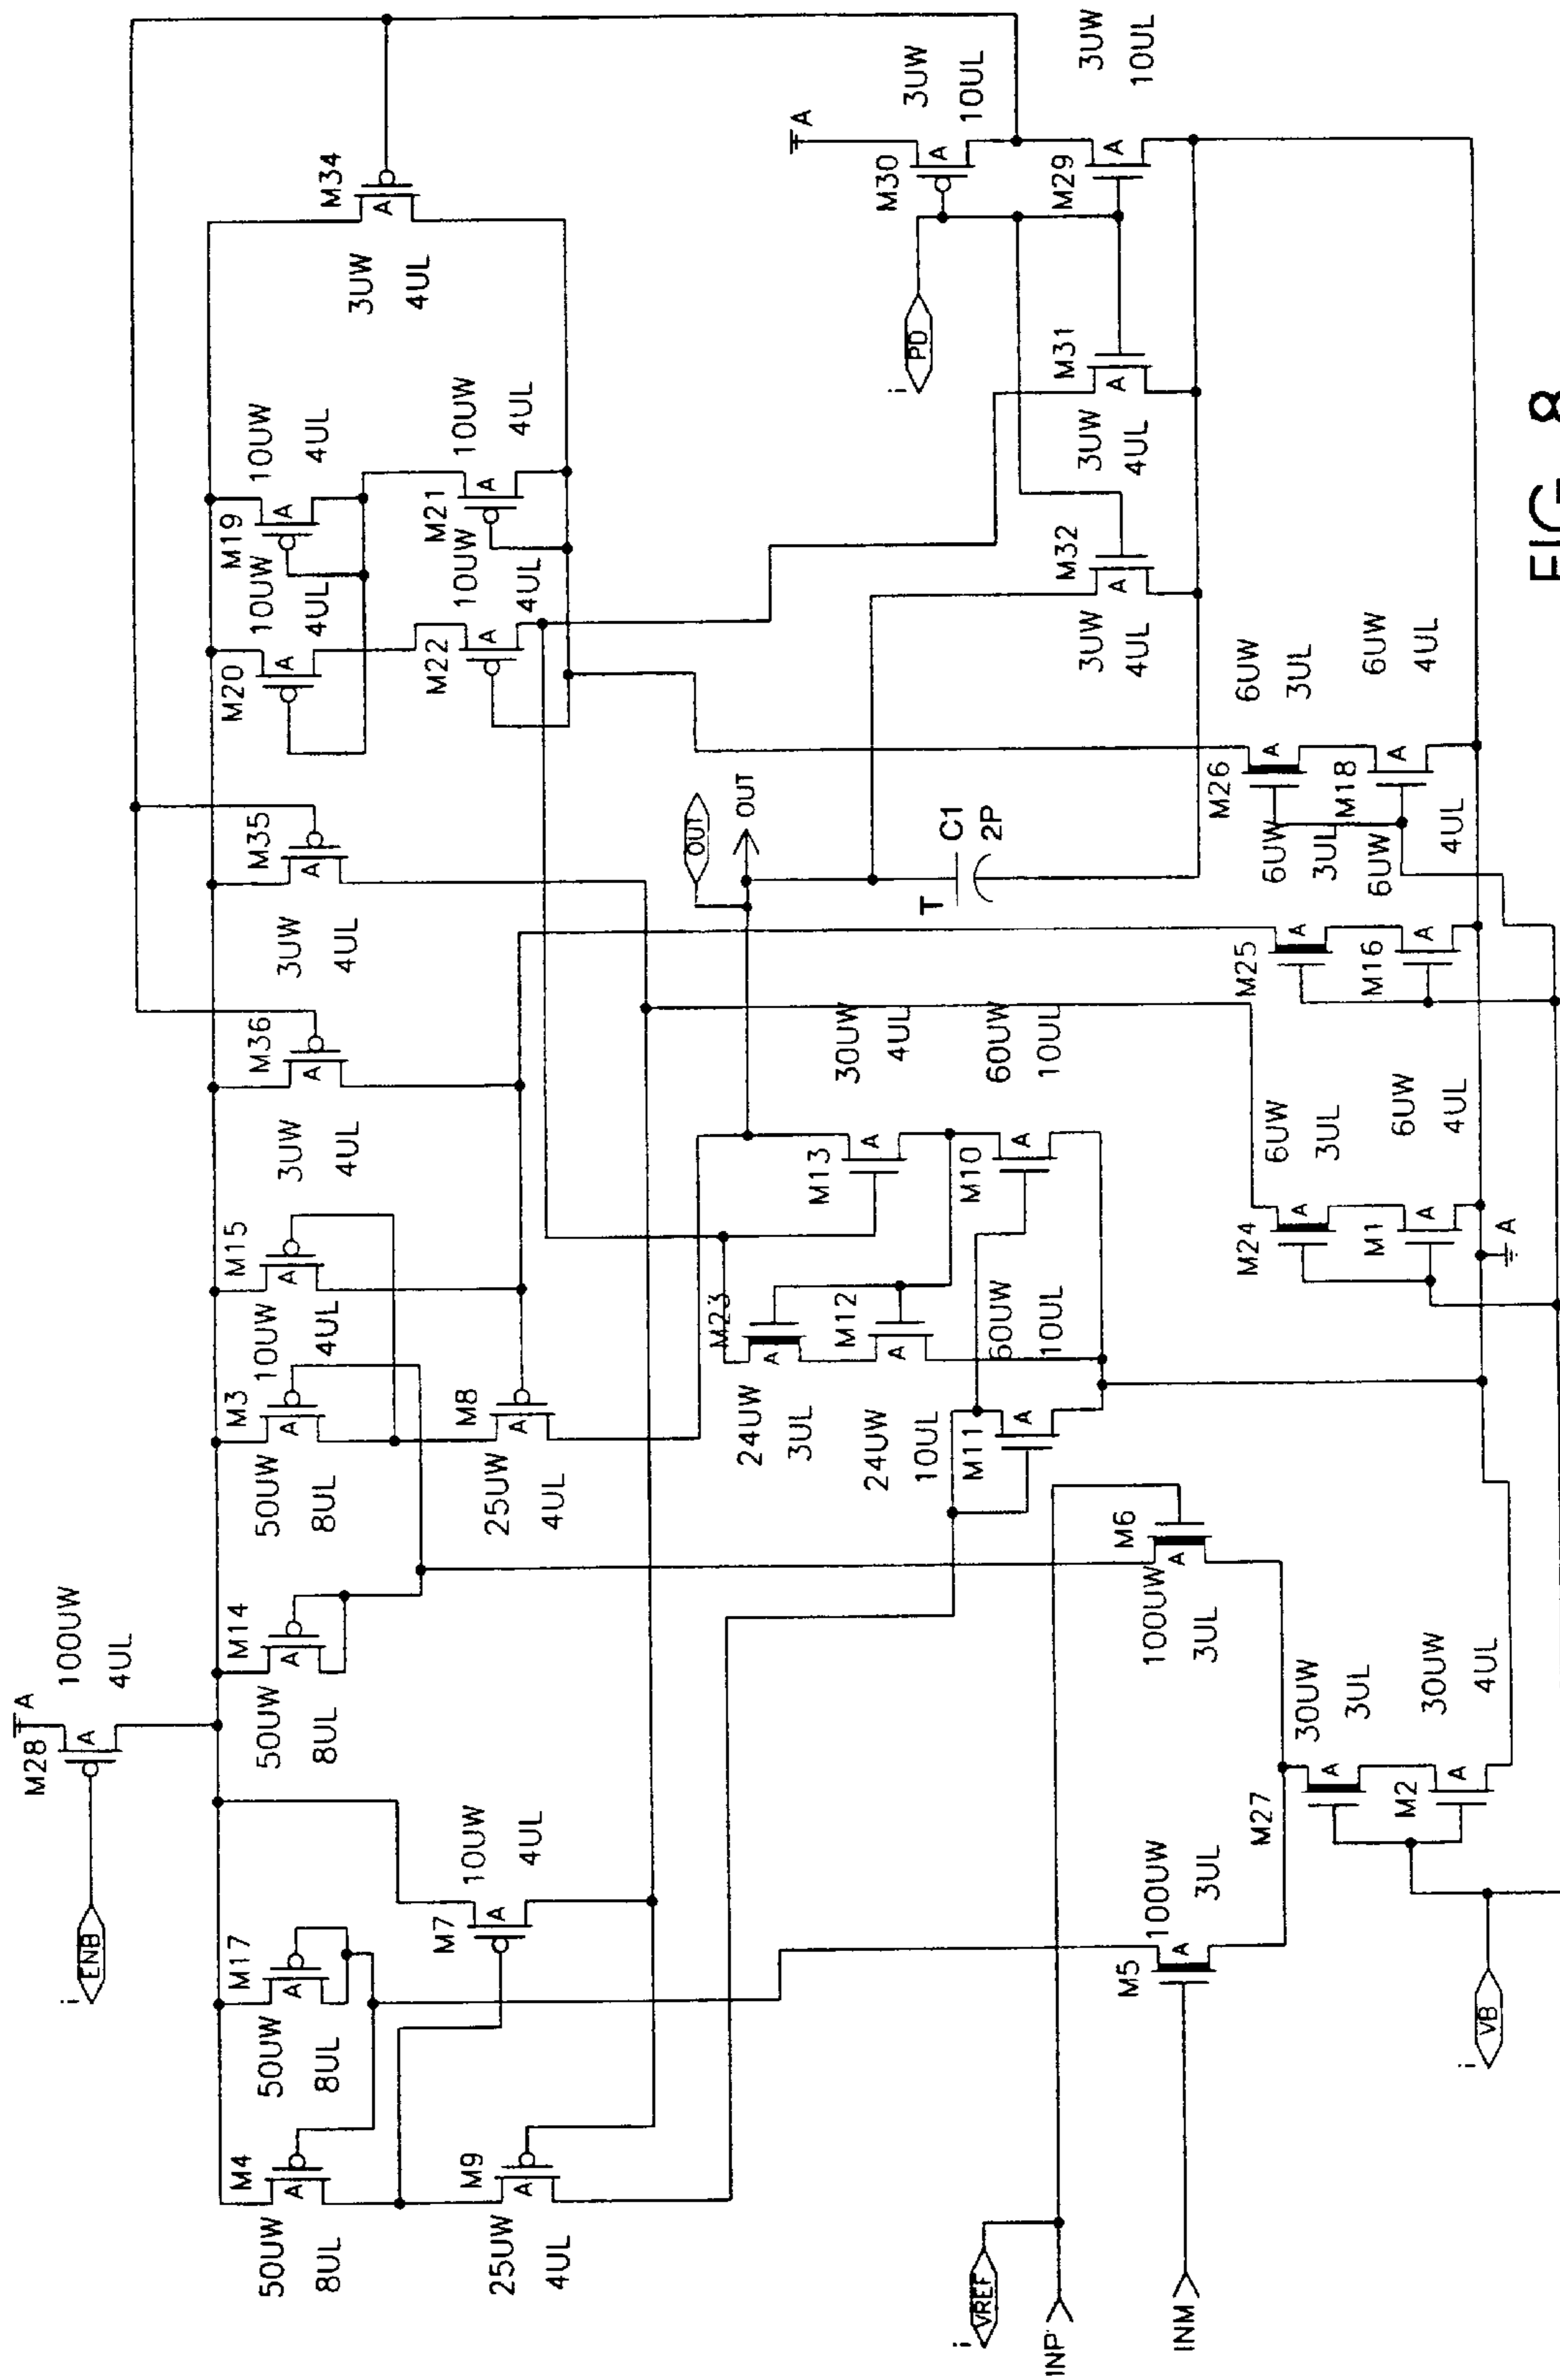 M28
100UW
4UL
A
i
ENB
M4
50UW
8UL
A
M17
50UW
8UL
A
M14
50UW
8UL
A
M3
50UW
8UL
A
M15
10UW
4UL
A
M36
3UW
4UL
A
M35
3UW
4UL
A
M20
10UW
4UL
A
M19
10UW
4UL
A
M34
3UW
4UL
A
M9
25UW
4UL
A
M7
10UW
4UL
A
M8
25UW
4UL
A
M22
10UW
4UL
A
M21
10UW
4UL
A
M23
24UW
3UL
A
M12
24UW
10UL
A
M13
30UW
4UL
A
M10
60UW
10UL
A
M11
60UW
10UL
A
OUT
OUT
T
C1
2P
i
PD
A
M30
3UW
10UL
A
M29
3UW
10UL
A
M31
3UW
4UL
A
M32
3UW
4UL
A
i
VREF
INP
INM
M5
100UW
3UL
A
M6
100UW
3UL
A
M27
30UW
3UL
A
M2
30UW
4UL
A
i
VB
M24
6UW
3UL
A
M1
6UW
4UL
A
A
M25
6UW
3UL
A
M16
6UW
4UL
A
M26
6UW
3UL
A
M18
6UW
4UL
A
FIG. 8